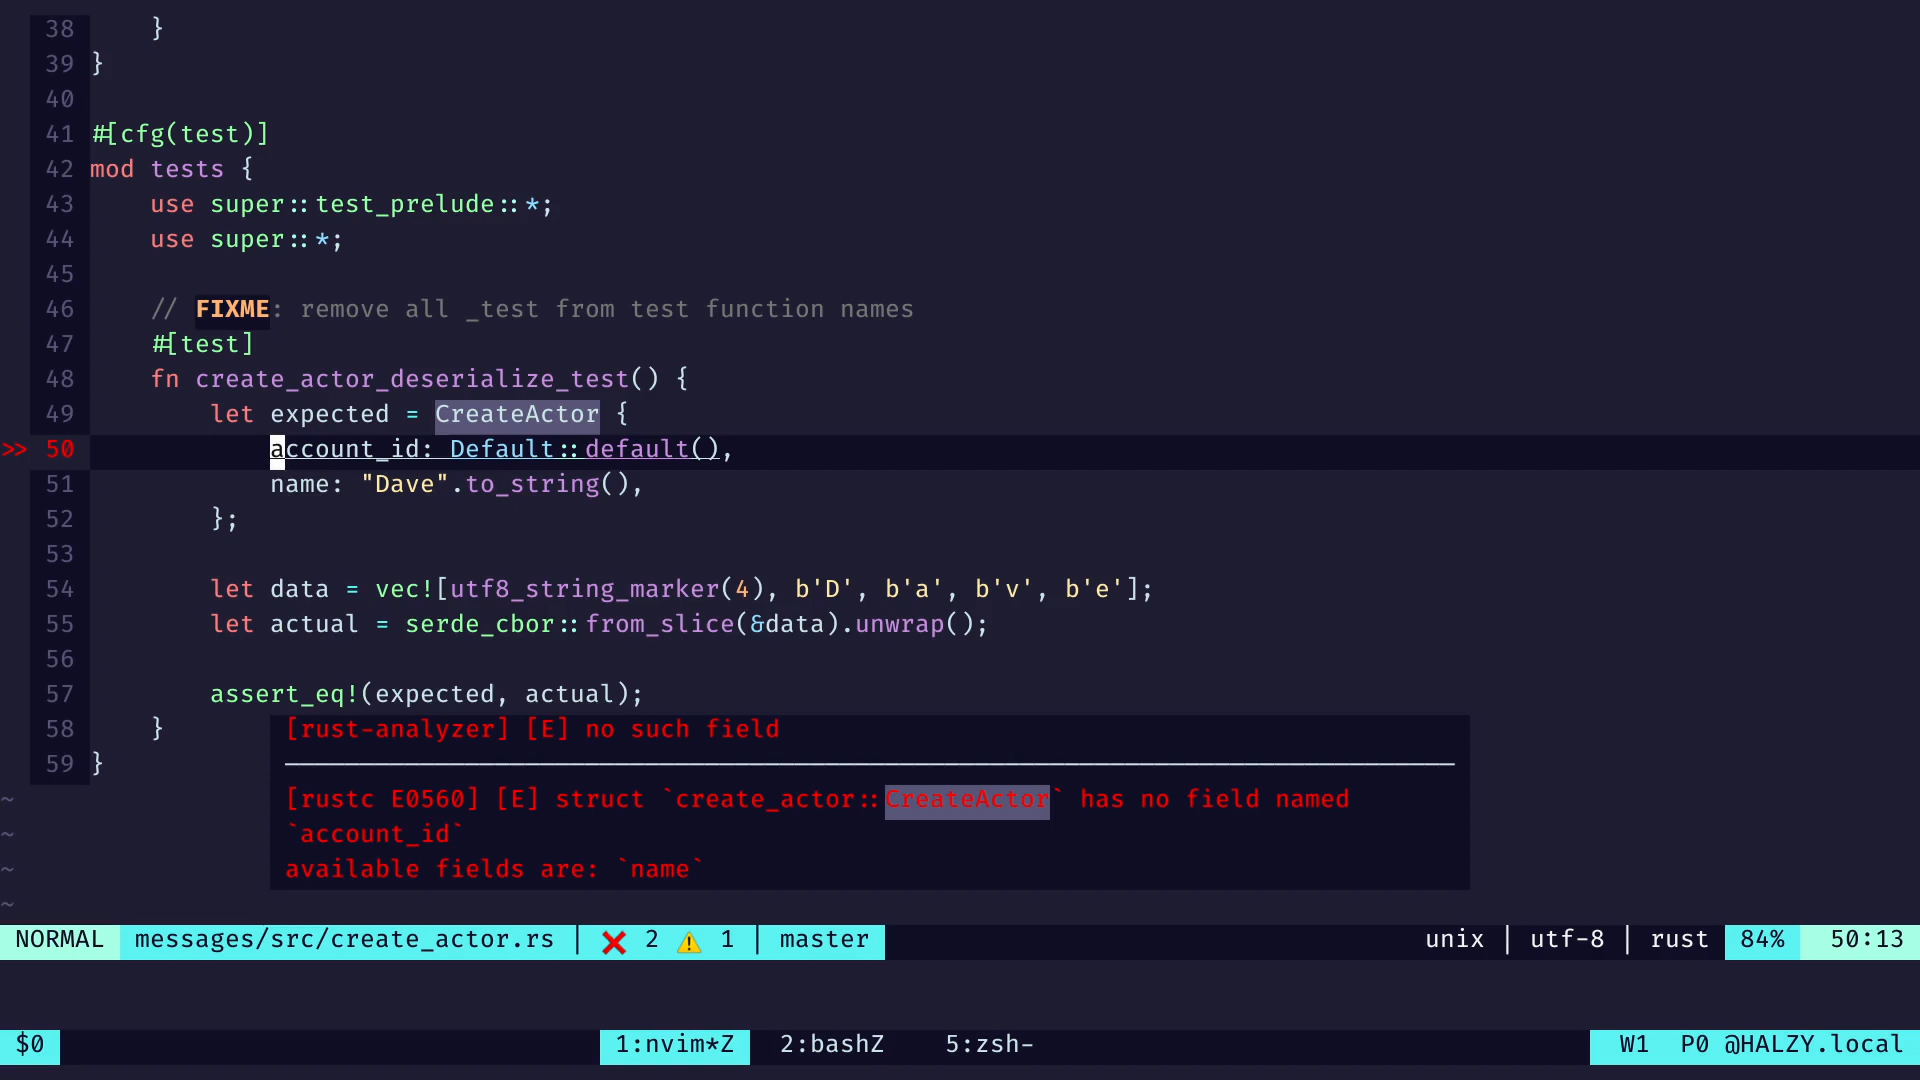 38     }
39 }
40
41 #[cfg(test)]
42 mod tests {
43     use super::test_prelude::*;
44     use super::*;
45
46     // FIXME: remove all _test from test function names
47     #[test]
48     fn create_actor_deserialize_test() {
49         let expected = CreateActor {
>> 50             account_id: Default::default(),
51             name: "Dave".to_string(),
52         };
53
54         let data = vec![utf8_string_marker(4), b'D', b'a', b'v', b'e'];
55         let actual = serde_cbor::from_slice(&data).unwrap();
56
57         assert_eq!(expected, actual);
58     }
[rust-analyzer] [E] no such field
59 }
[rustc E0560] [E] struct `create_actor::CreateActor` has no field named
`account_id`
available fields are: `name`
~
~
~
~
NORMAL messages/src/create_actor.rs | ❌ 2 ⚠ 1 | master unix | utf-8 | rust 84% 50:13
$0 1:nvim*Z 2:bashZ 5:zsh- W1 P0 @HALZY.local